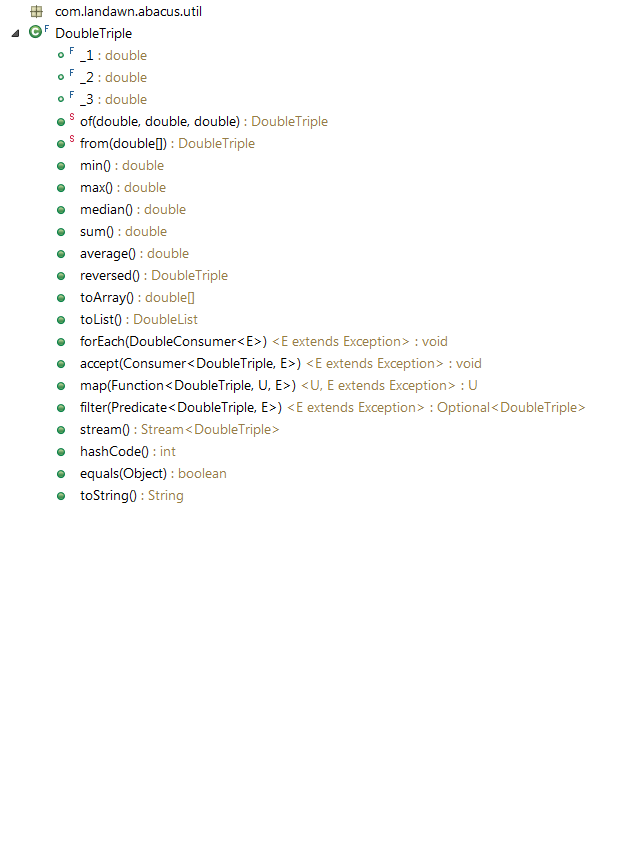 com.landawn.abacus.util
C F DoubleTriple
F _1 : double
F _2 : double
F _3 : double
S of(double, double, double) : DoubleTriple
S from(double[]) : DoubleTriple
min() : double
max() : double
median() : double
sum() : double
average() : double
reversed() : DoubleTriple
toArray() : double[]
toList() : DoubleList
forEach(DoubleConsumer<E>) <E extends Exception> : void
accept(Consumer<DoubleTriple, E>) <E extends Exception> : void
map(Function<DoubleTriple, U, E>) <U, E extends Exception> : U
filter(Predicate<DoubleTriple, E>) <E extends Exception> : Optional<DoubleTriple>
stream() : Stream<DoubleTriple>
hashCode() : int
equals(Object) : boolean
toString() : String